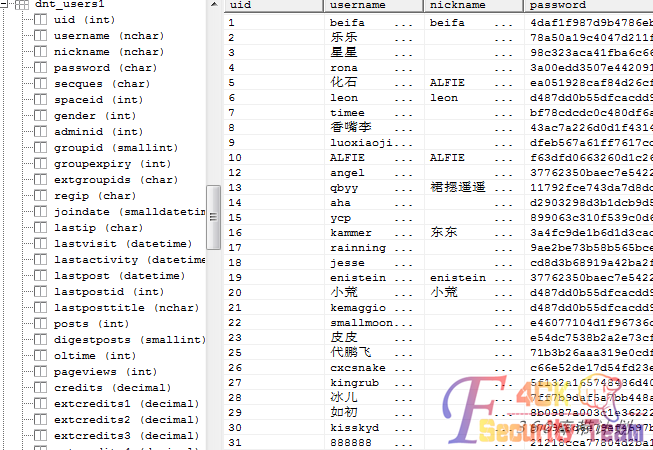 dnt_users1
uid (int)
username (nchar)
nickname (nchar)
password (char)
secques (char)
spaceid (int)
gender (int)
adminid (int)
groupid (smallint)
groupexpiry (int)
extgroupids (char)
regip (char)
joindate (smalldatetim
lastip (char)
lastvisit (datetime)
lastactivity (datetime
lastpost (datetime)
lastpostid (int)
lastposttitle (nchar)
posts (int)
digestposts (smallint)
oltime (int)
pageviews (int)
credits (decimal)
extcredits1 (decimal)
extcredits2 (decimal)
extcredits3 (decimal)
uid username nickname password
1 beifa ... beifa ... 4daf1f987d9b4786eb
2 乐乐 ... ... 78a50a19c4047d211f
3 星星 ... ... 98c323aca41fba6c66
4 rona ... ... 3a00edd3507e442091
5 化石 ... ALFIE ... ea051928caf84d26cf
6 leon ... leon ... d487dd0b55dfcacdd9
7 timee ... ... bf78cdcdc0c480df6a
8 香嘴李 ... ... 43ac7a226d0d1f4314
9 luoxiaoji... ... dfeb567a61ff7617cc
10 ALFIE ... ALFIE ... f63dfd0663260d1c26
12 angel ... ... 37762350baec7e5422
13 qbyy ... 裙摆遥遥 ... 11792fce743da7d8dc
14 aha ... ... d2903298d3b1dcb9d5
15 ycp ... ... 899063c310f539c0d6
16 kammer ... 东东 ... 3a4fc9de1b6d1d3cac
17 rainning ... ... 9ae2be73b58b565bce
18 jesse ... ... cd8d3b68919a42ba2f
19 enistein ... enistein ... 37762350baec7e5422
20 小荒 ... 小荒 ... d487dd0b55dfcacdd9
21 kemaggio ... ... d487dd0b55dfcacdd9
22 smallmoon... ... e46077104d1f96736c
23 皮皮 ... ... e54dc7538b2a2e73cf
25 代鹏飞 ... ... 71b3b26aaa319e0cdf
26 cxcsnake ... ... c66e52de17d54fd23e
27 kingrub ... ... 5f132a165748436d40
28 冰儿 ... ... 7ff7b9daf5a7bb448a
29 如初 ... ...
30 kisskyd ... ...
31 888888 ... ...
F4CK
Security Team